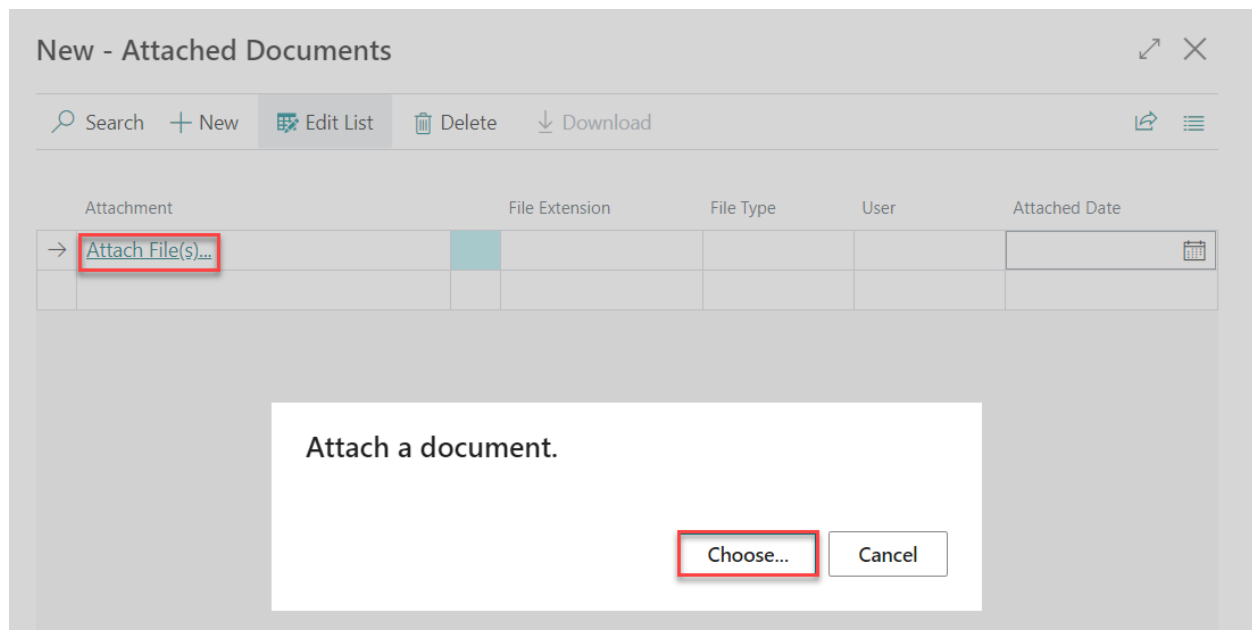 New - Attached Documents
Search New Edit List Delete Download
Attachment File Extension File Type User Attached Date
Attach File(s)...
Attach a document.
Choose... Cancel